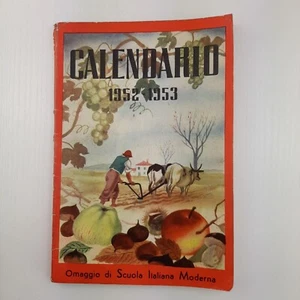 CALENDARIO
1952-1953
Omaggio di Scuola Italiana Moderna